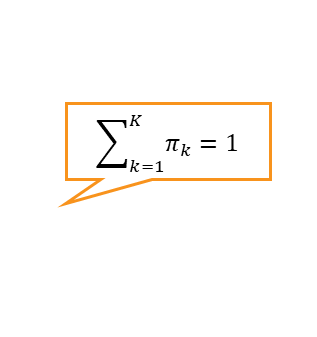 ∑_{k=1}^{K} π_k = 1